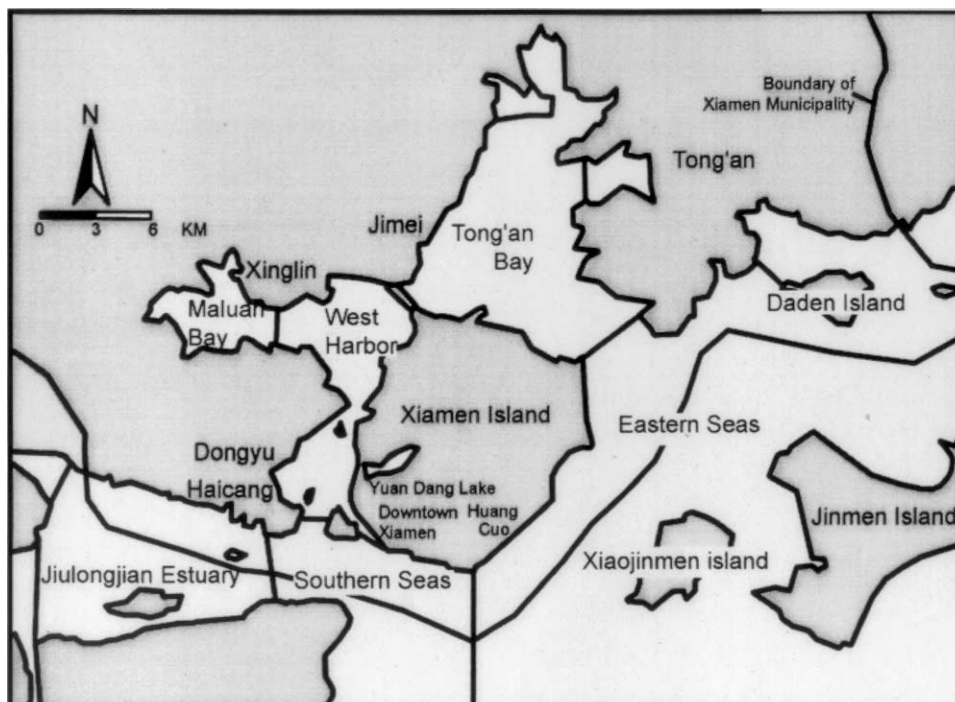 Boundary of
Xiamen Municipality
N
0 3 6 KM
Tong'an
Jimei
Tong'an
Bay
Xinglin
Maluan
Bay
West
Harbor
Daden Island
Xiamen Island
Eastern Seas
Dongyu
Haicang
Yuan Dang Lake
Downtown
Xiamen
Huang
Cuo
Jinmen Island
Xiaojinmen island
Jiulongjian Estuary
Southern Seas